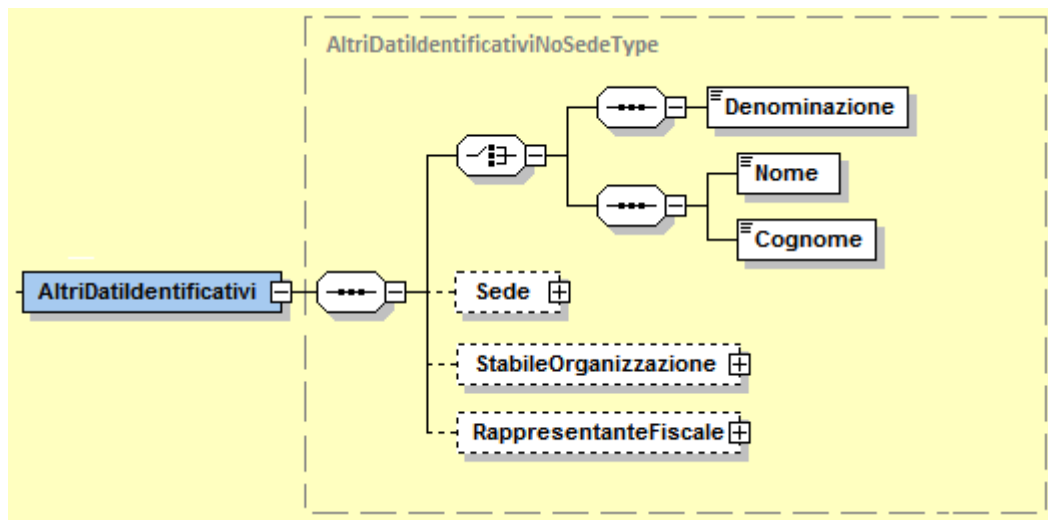 AltriDatiIdentificativiNoSedeType
Denominazione
Nome
Cognome
AltriDatiIdentificativi
Sede
StabileOrganizzazione
RappresentanteFiscale